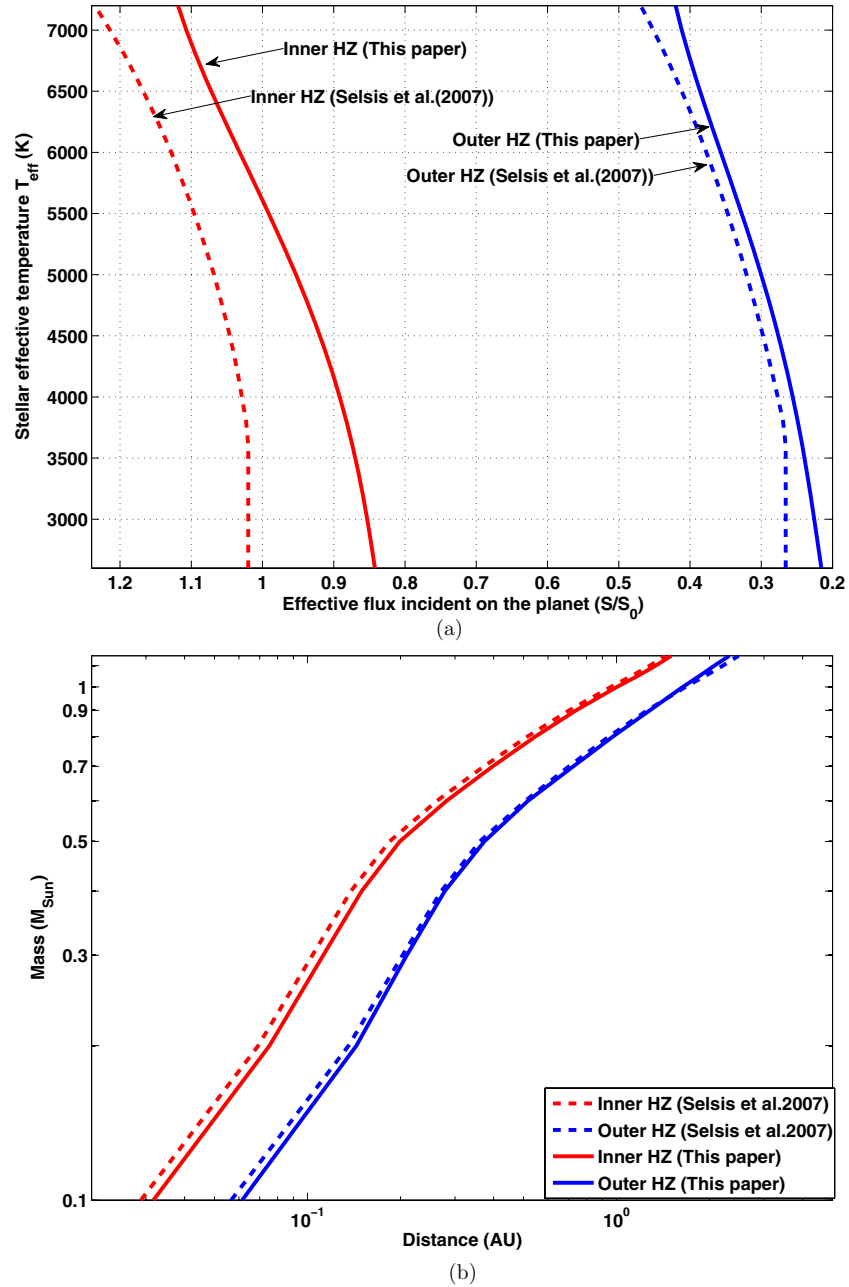 7000
6500
6000
5500
5000
4500
4000
3500
3000
Stellar effective temperature T_eff (K)
Inner HZ (This paper)
Inner HZ (Selsis et al.(2007))
Outer HZ (This paper)
Outer HZ (Selsis et al.(2007))
1.2 1.1 1 0.9 0.8 0.7 0.6 0.5 0.4 0.3 0.2
Effective flux incident on the planet (S/S_0)
(a)
1
0.9
0.7
0.5
0.3
0.1
Mass (M_Sun)
Inner HZ (Selsis et al.2007)
Outer HZ (Selsis et al.2007)
Inner HZ (This paper)
Outer HZ (This paper)
10^-1 10^0
Distance (AU)
(b)